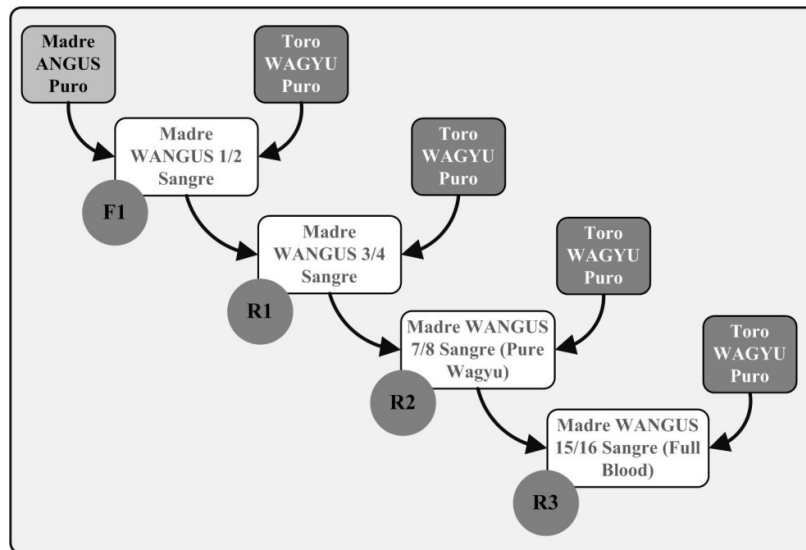 Madre
ANGUS
Puro
Toro
WAGYU
Puro
Madre
WANGUS 1/2
Sangre
F1
Toro
WAGYU
Puro
Madre
WANGUS 3/4
Sangre
R1
Toro
WAGYU
Puro
Madre WANGUS
7/8 Sangre (Pure
Wagyu)
R2
Toro
WAGYU
Puro
Madre WANGUS
15/16 Sangre (Full
Blood)
R3